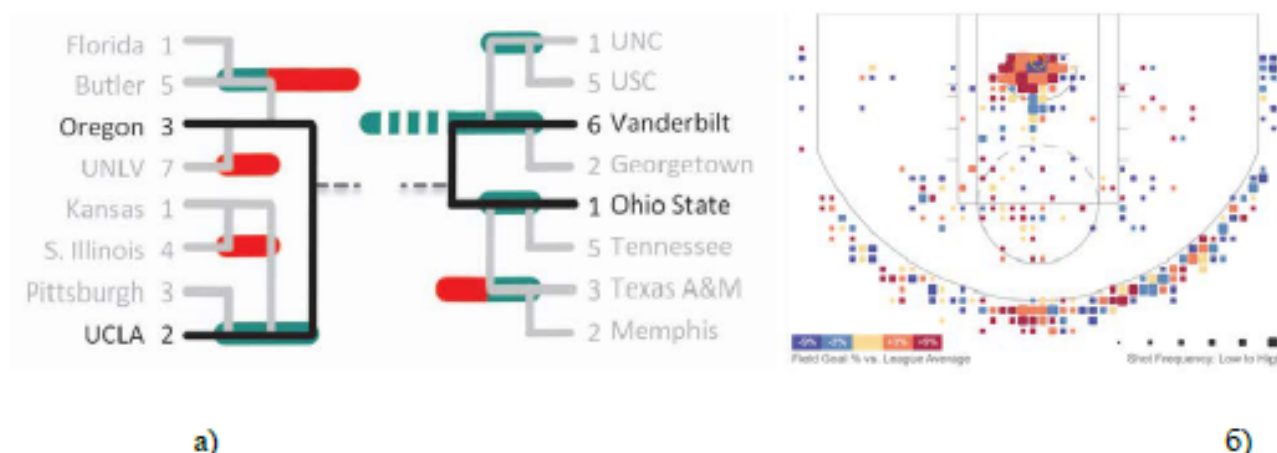 Florida 1
Butler 5
Oregon 3
UNLV 7
Kansas 1
S. Illinois 4
Pittsburgh 3
UCLA 2
1 UNC
5 USC
6 Vanderbilt
2 Georgetown
1 Ohio State
5 Tennessee
3 Texas A&M
2 Memphis
Field Goal % vs. League Average
Shot Frequency: Low to
а)
б)